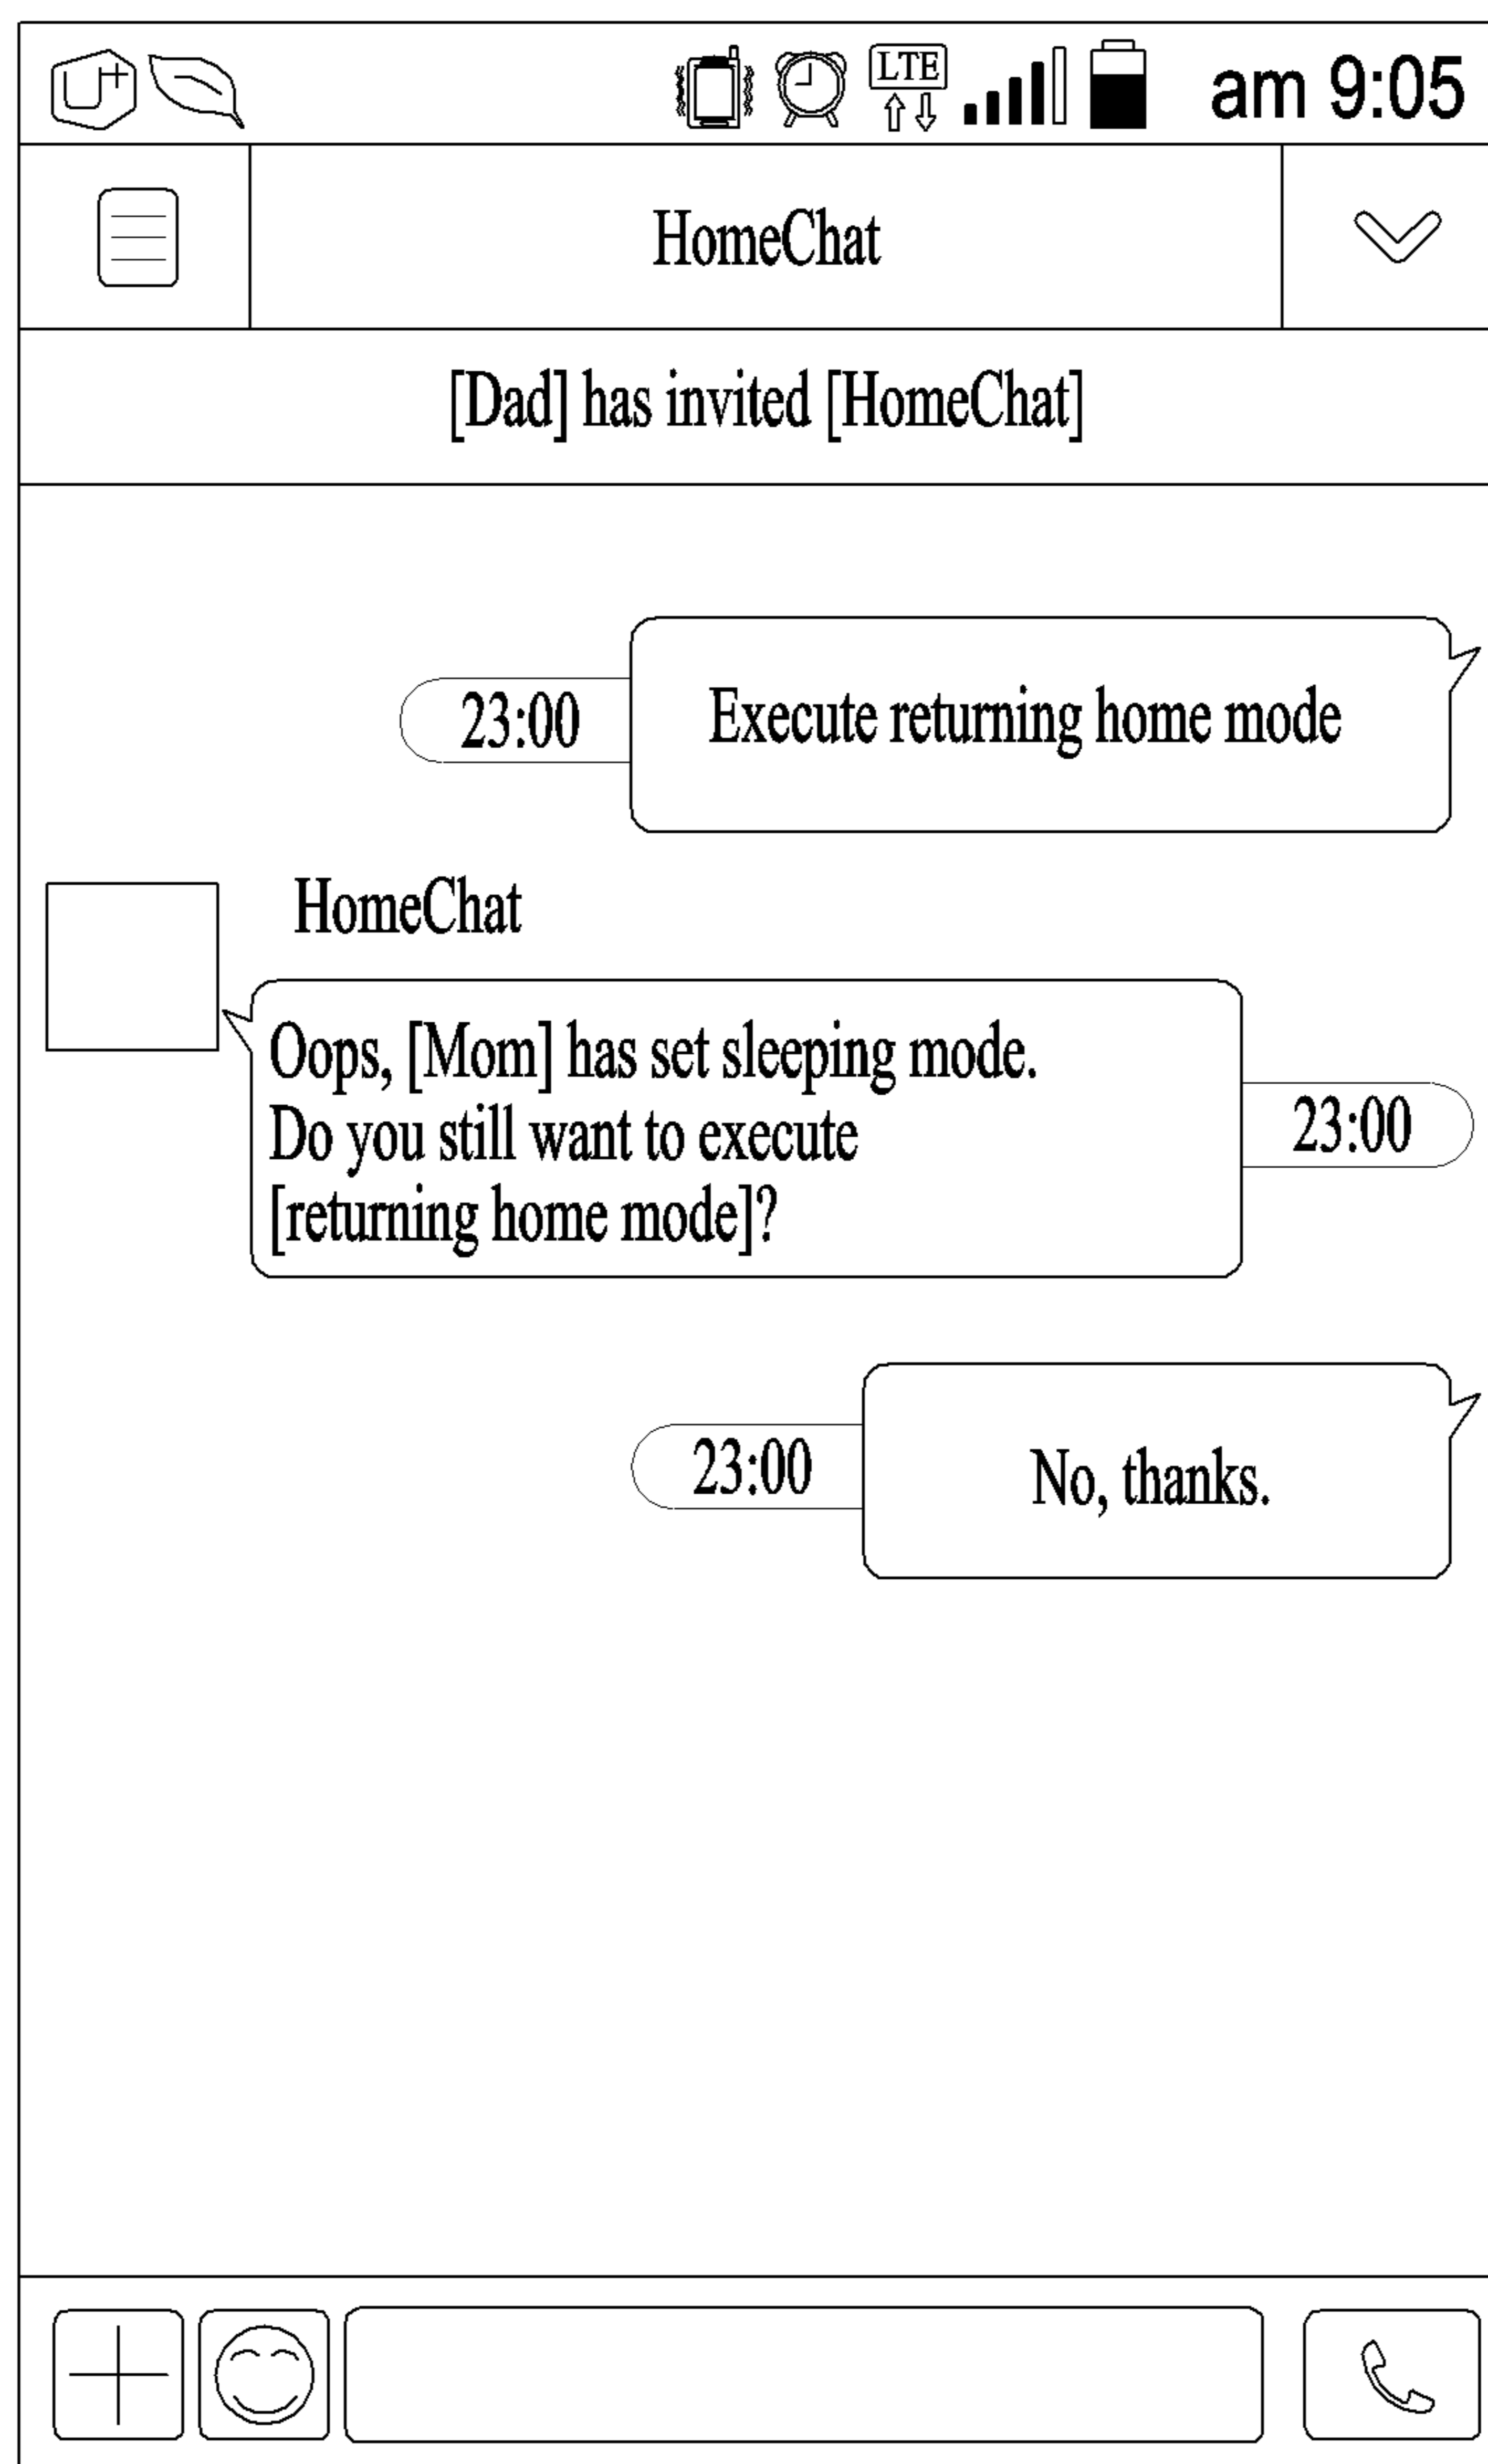 U+
LTE
am 9:05
HomeChat
[Dad] has invited [HomeChat]
23:00
Execute returning home mode
HomeChat
Oops, [Mom] has set sleeping mode.
Do you still want to execute
[returning home mode]?
23:00
23:00
No, thanks.